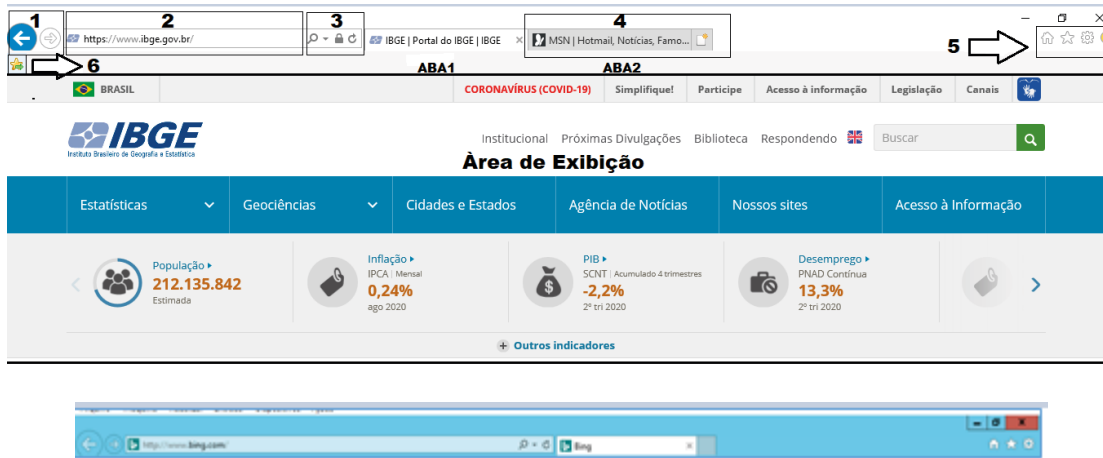 1 2 3 4
https://www.ibge.gov.br/ IBGE | Portal do IBGE | IBGE × MSN | Hotmail, Notícias, Famo...
5
6 ABA1 ABA2
BRASIL CORONAVÍRUS (COVID-19) Simplifique! Participe Acesso à informação Legislação Canais
IBGE
Instituto Brasileiro de Geografia e Estatística
Institucional Próximas Divulgações Biblioteca Respondendo Buscar
Àrea de Exibição
Estatísticas Geociências Cidades e Estados Agência de Notícias Nossos sites Acesso à Informação
População
212.135.842
Estimada
Inflação
IPCA | Mensal
0,24%
ago 2020
PIB
SCNT | Acumulado 4 trimestres
-2,2%
2º tri 2020
Desemprego
PNAD Contínua
13,3%
2º tri 2020
+ Outros indicadores
http://www.bing.com/ Bing ×